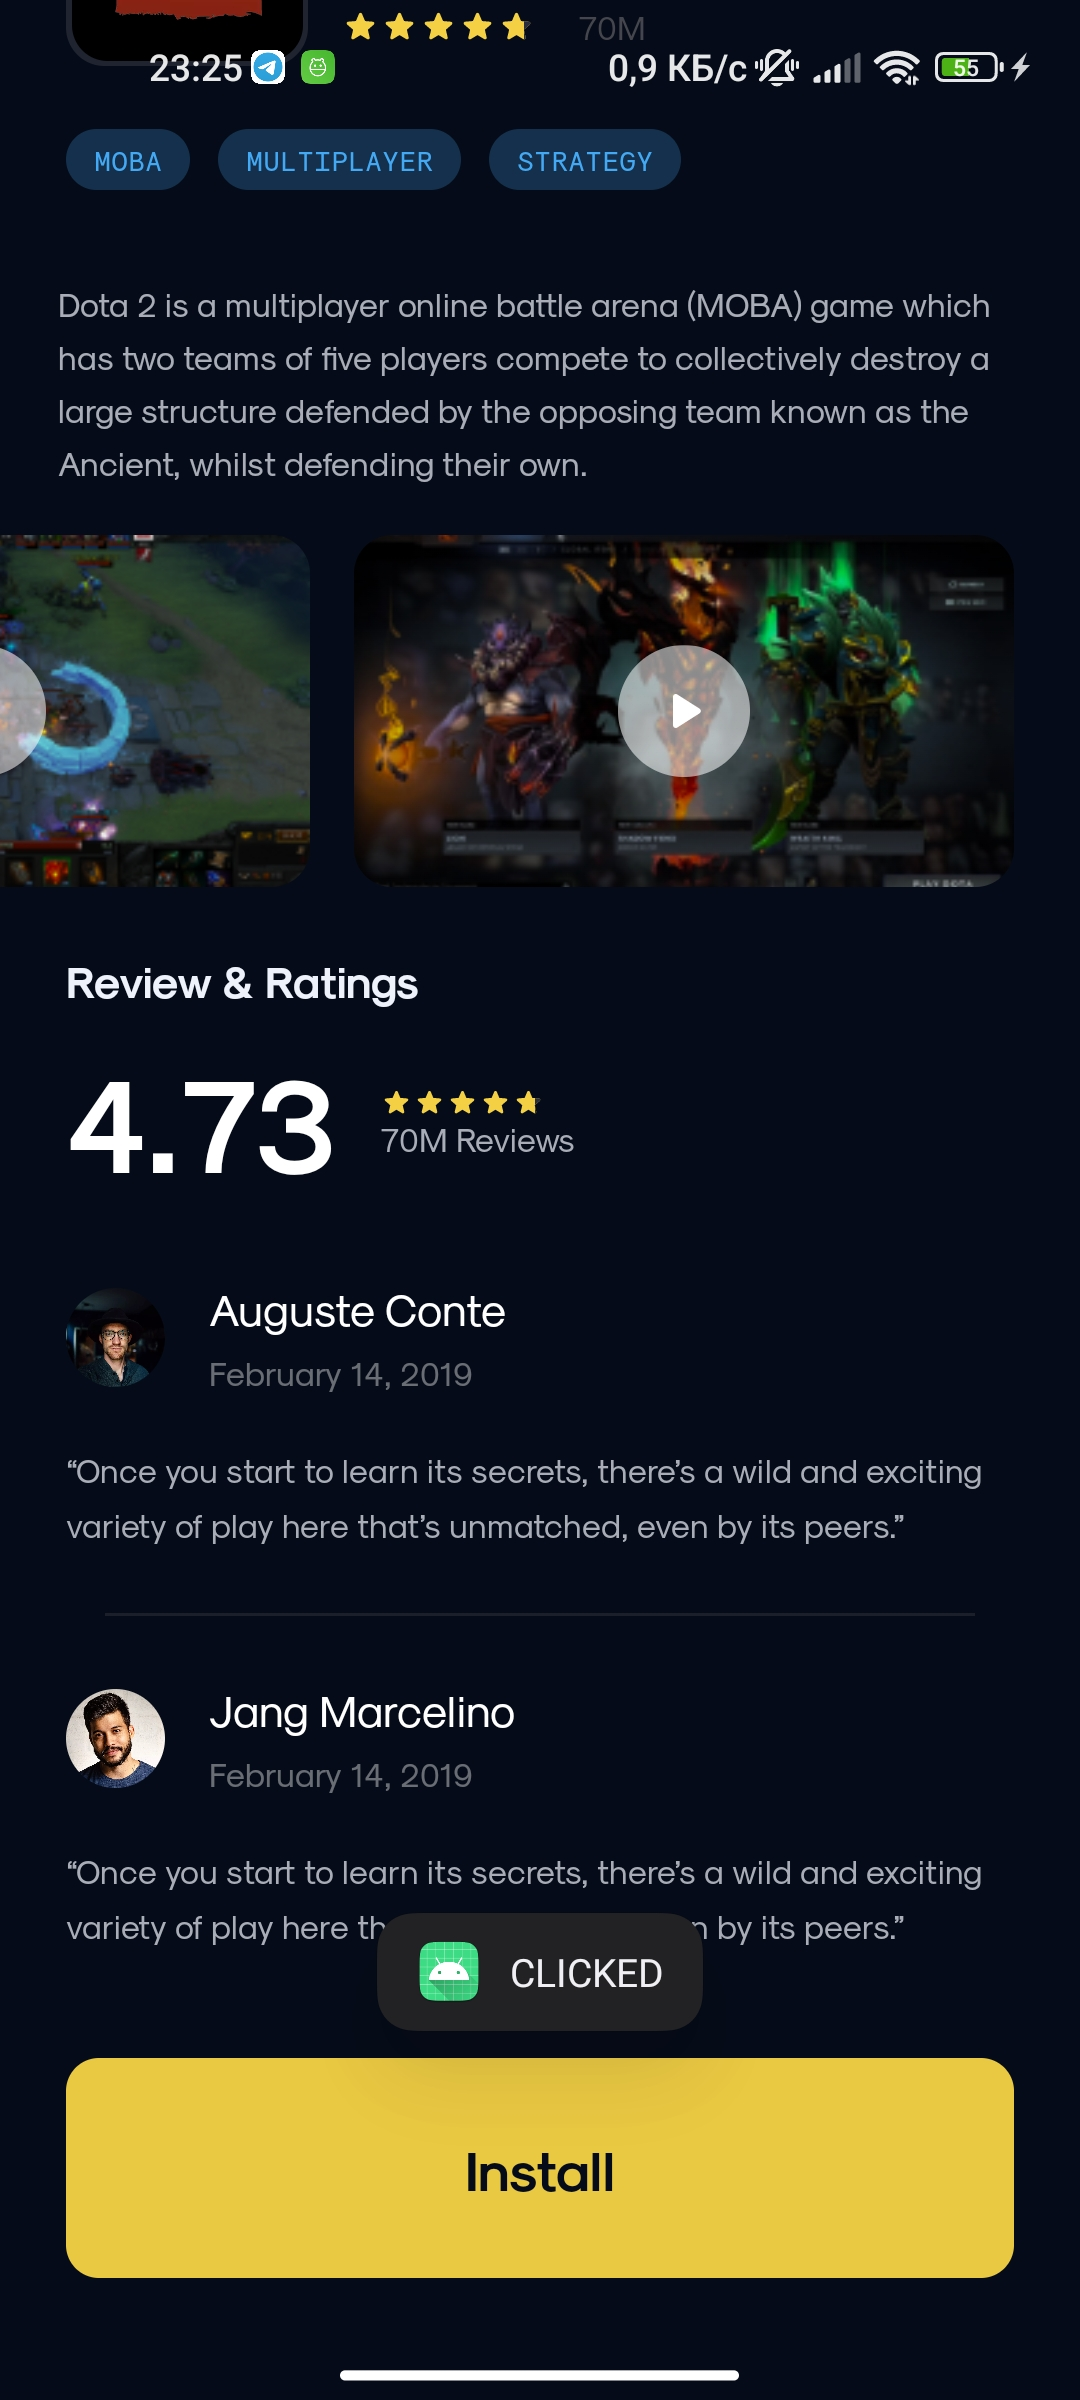 70M
23:25
0,9 КБ/с
55
MOBA
MULTIPLAYER
STRATEGY
Dota 2 is a multiplayer online battle arena (MOBA) game which
has two teams of five players compete to collectively destroy a
large structure defended by the opposing team known as the
Ancient, whilst defending their own.
PLAY DOTA
Review & Ratings
4.73
70M Reviews
Auguste Conte
February 14, 2019
“Once you start to learn its secrets, there’s a wild and exciting
variety of play here that’s unmatched, even by its peers.”
Jang Marcelino
February 14, 2019
“Once you start to learn its secrets, there’s a wild and exciting
variety of play here th
n by its peers.”
CLICKED
Install